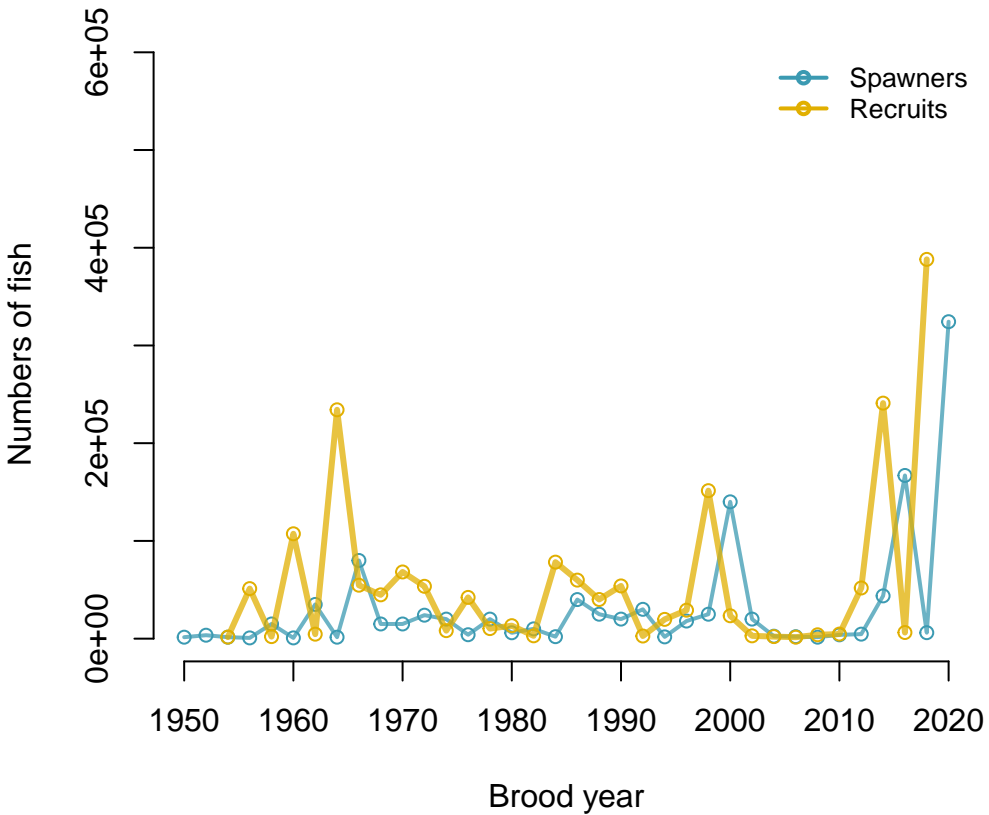 6e+05
4e+05
2e+05
0e+00
Numbers of fish
Spawners
Recruits
1950 1960 1970 1980 1990 2000 2010 2020
Brood year